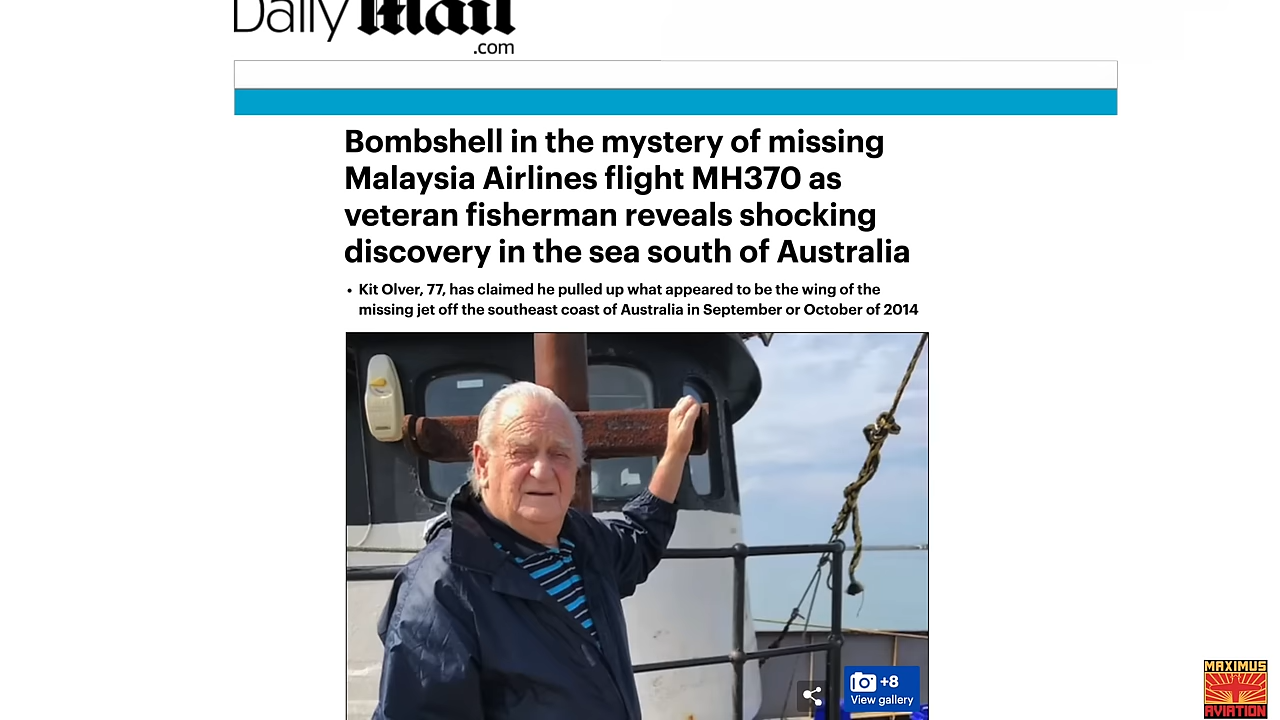 Daily Mail
.com
Bombshell in the mystery of missing
Malaysia Airlines flight MH370 as
veteran fisherman reveals shocking
discovery in the sea south of Australia
• Kit Olver, 77, has claimed he pulled up what appeared to be the wing of the
missing jet off the southeast coast of Australia in September or October of 2014
+8
View gallery
MAXIMUS
AVIATION